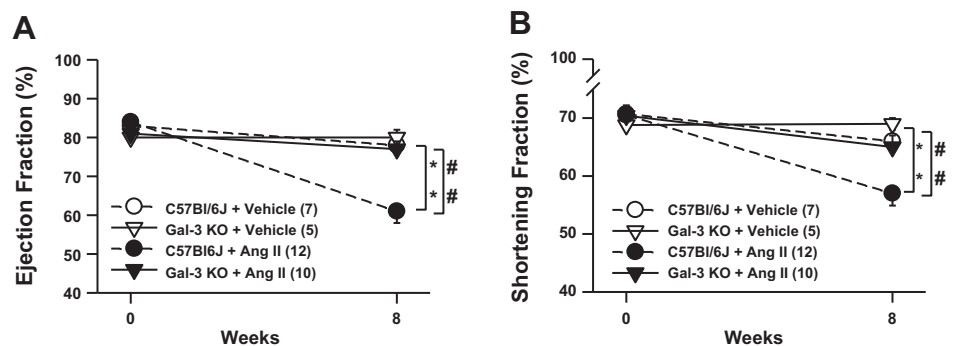 A
Ejection Fraction (%)
100
90
80
70
60
50
40
* #
* #
C57Bl/6J + Vehicle (7)
Gal-3 KO + Vehicle (5)
C57Bl6J + Ang II (12)
Gal-3 KO + Ang II (10)
0 8
Weeks
B
Shortening Fraction (%)
100
70
60
50
40
* #
* #
C57Bl/6J + Vehicle (7)
Gal-3 KO + Vehicle (5)
C57Bl/6J + Ang II (12)
Gal-3 KO + Ang II (10)
0 8
Weeks